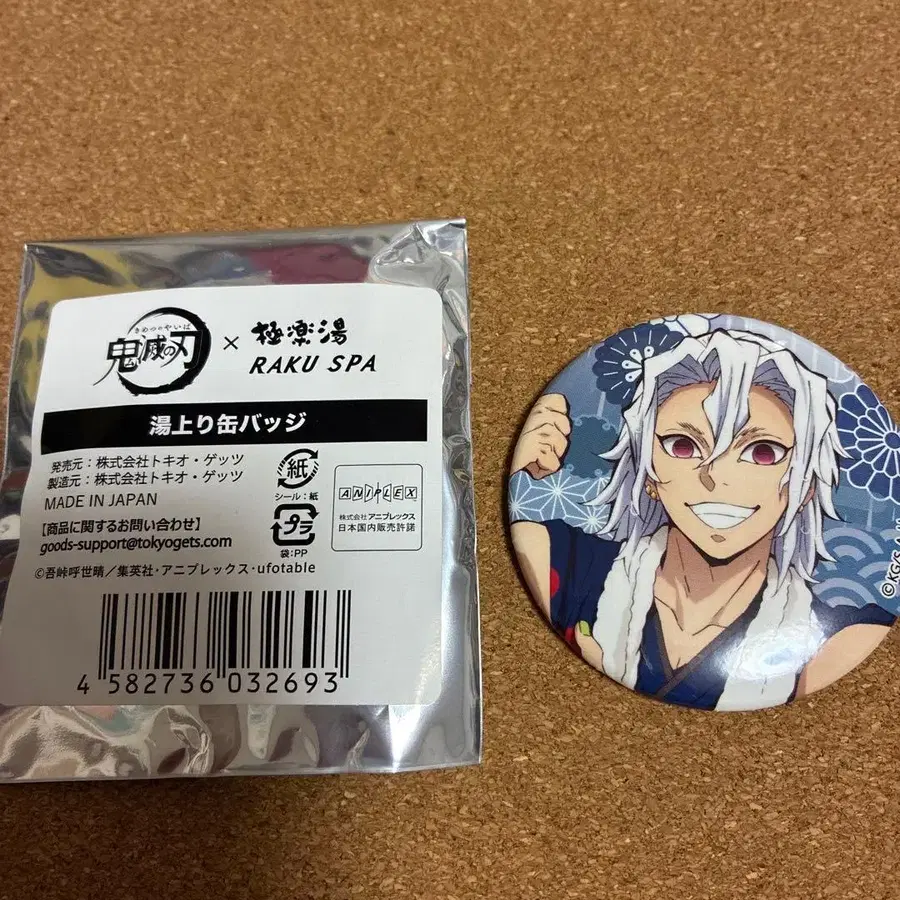 きめつのやいば
鬼滅の刃 × 極楽湯
RAKU SPA
湯上り缶バッジ
発売元：株式会社トキオ・ゲッツ
製造元：株式会社トキオ・ゲッツ
MADE IN JAPAN
【商品に関するお問い合わせ】
goods-support@tokyogets.com
©吾峠呼世晴／集英社・アニプレックス・ufotable
紙
シール：紙
プラ
袋：PP
ANIPLEX
株式会社アニプレックス
日本国内販売許諾
4 582736 032693